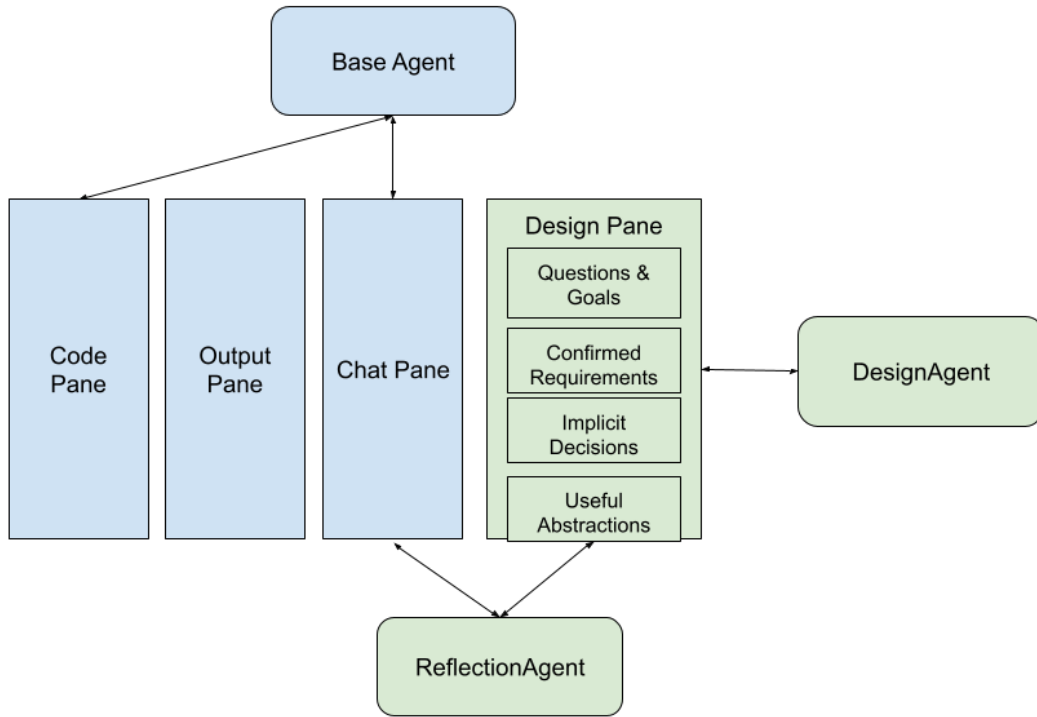 Base Agent
Code
Pane
Output
Pane
Chat Pane
Design Pane
Questions &
Goals
Confirmed
Requirements
Implicit
Decisions
Useful
Abstractions
DesignAgent
ReflectionAgent